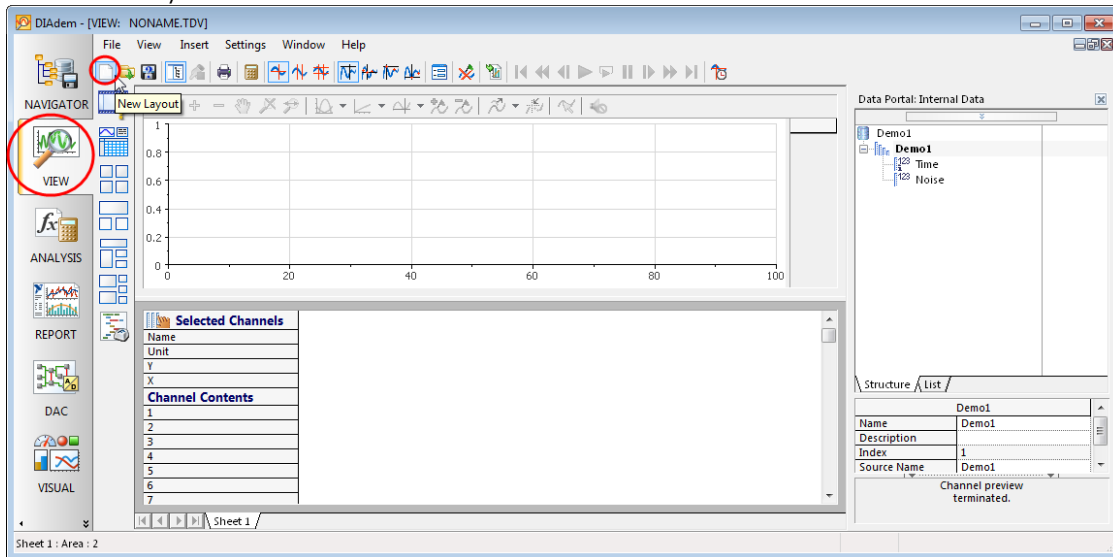 DIAdem - [VIEW: NONAME.TDV]
File View Insert Settings Window Help
NAVIGATOR
New Layout
VIEW
ANALYSIS
REPORT
DAC
VISUAL
1
0.8
0.6
0.4
0.2
0
0 20 40 60 80 100
Selected Channels
Name
Unit
Y
X
Channel Contents
1
2
3
4
5
6
7
Sheet 1
Data Portal: Internal Data
Demo1
Demo1
Time
Noise
Structure List
Demo1
Name Demo1
Description
Index 1
Source Name Demo1
Channel preview
terminated.
Sheet 1 : Area : 2